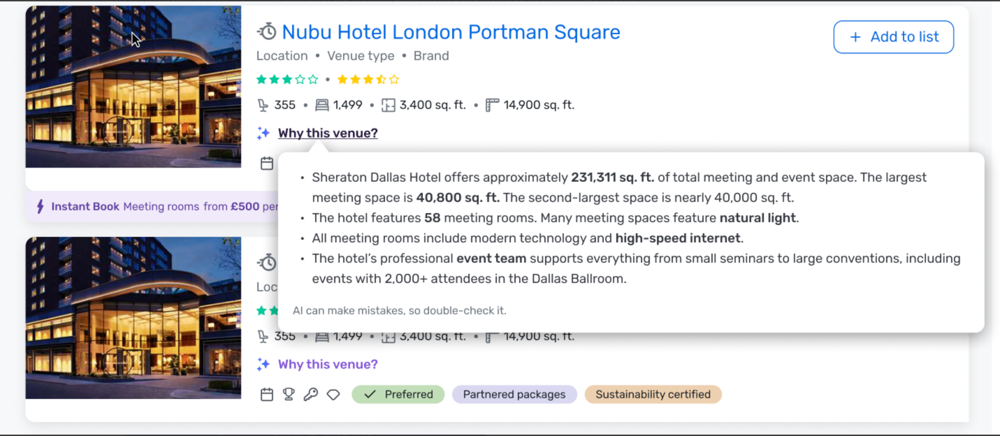 Nubu Hotel London Portman Square
+ Add to list
Location • Venue type • Brand
355 • 1,499 • 3,400 sq. ft. • 14,900 sq. ft.
Why this venue?
• Sheraton Dallas Hotel offers approximately 231,311 sq. ft. of total meeting and event space. The largest
meeting space is 40,800 sq. ft. The second-largest space is nearly 40,000 sq. ft.
• The hotel features 58 meeting rooms. Many meeting spaces feature natural light.
• All meeting rooms include modern technology and high-speed internet.
• The hotel’s professional event team supports everything from small seminars to large conventions, including
events with 2,000+ attendees in the Dallas Ballroom.
AI can make mistakes, so double-check it.
Instant Book Meeting rooms from £500 per
Loc
355 • 1,499 • 3,400 sq. ft. • 14,900 sq. ft.
Why this venue?
Preferred
Partnered packages
Sustainability certified